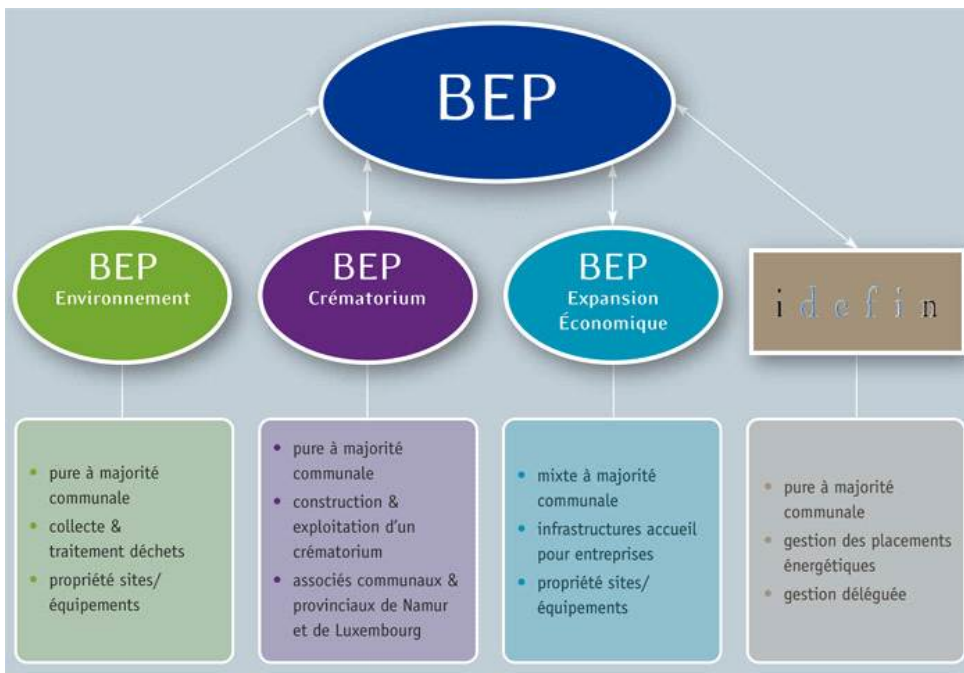 BEP
BEP
Environnement
BEP
Crématorium
BEP
Expansion
Économique
idefin
• pure à majorité
communale
• collecte &
traitement déchets
• propriété sites/
équipements
• pure à majorité
communale
• construction &
exploitation d'un
crématorium
• associés communaux &
provinciaux de Namur
et de Luxembourg
• mixte à majorité
communale
• infrastructures accueil
pour entreprises
• propriété sites/
équipements
• pure à majorité
communale
• gestion des placements
énergétiques
• gestion déléguée